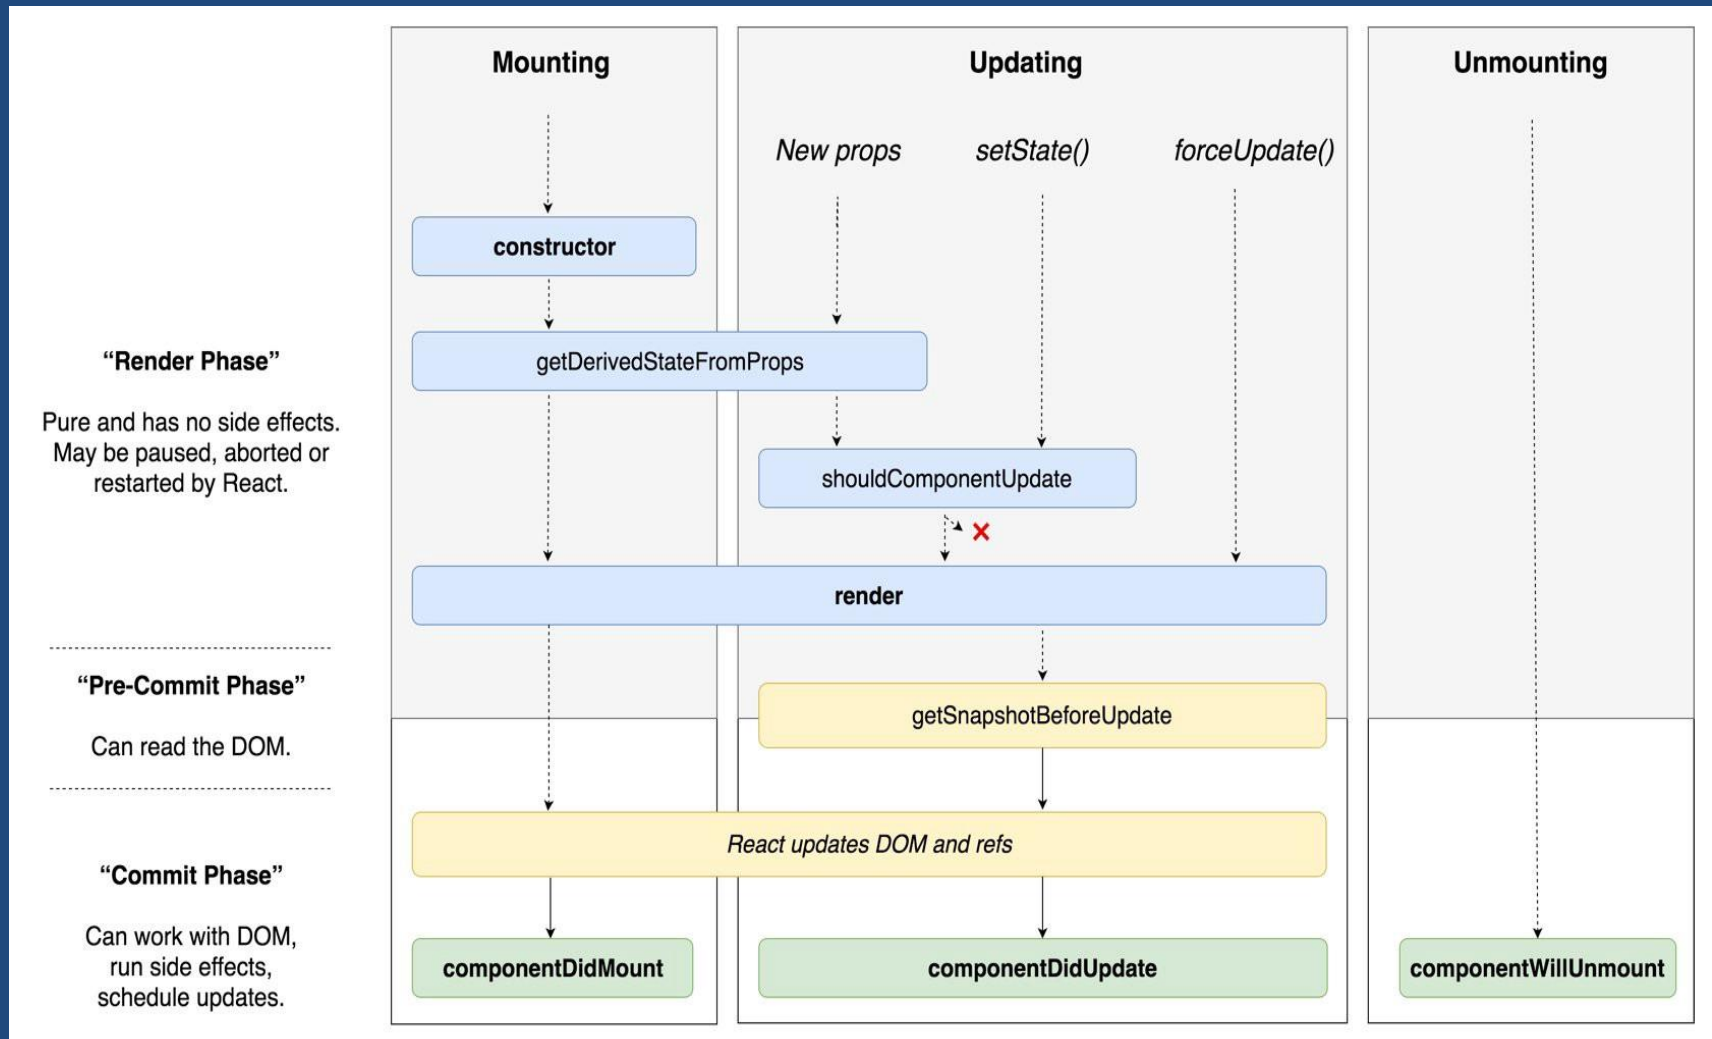 Mounting
Updating
Unmounting
New props
setState()
forceUpdate()
constructor
“Render Phase”
getDerivedStateFromProps
Pure and has no side effects.
May be paused, aborted or
restarted by React.
shouldComponentUpdate
render
“Pre-Commit Phase”
Can read the DOM.
getSnapshotBeforeUpdate
React updates DOM and refs
“Commit Phase”
Can work with DOM,
run side effects,
schedule updates.
componentDidMount
componentDidUpdate
componentWillUnmount